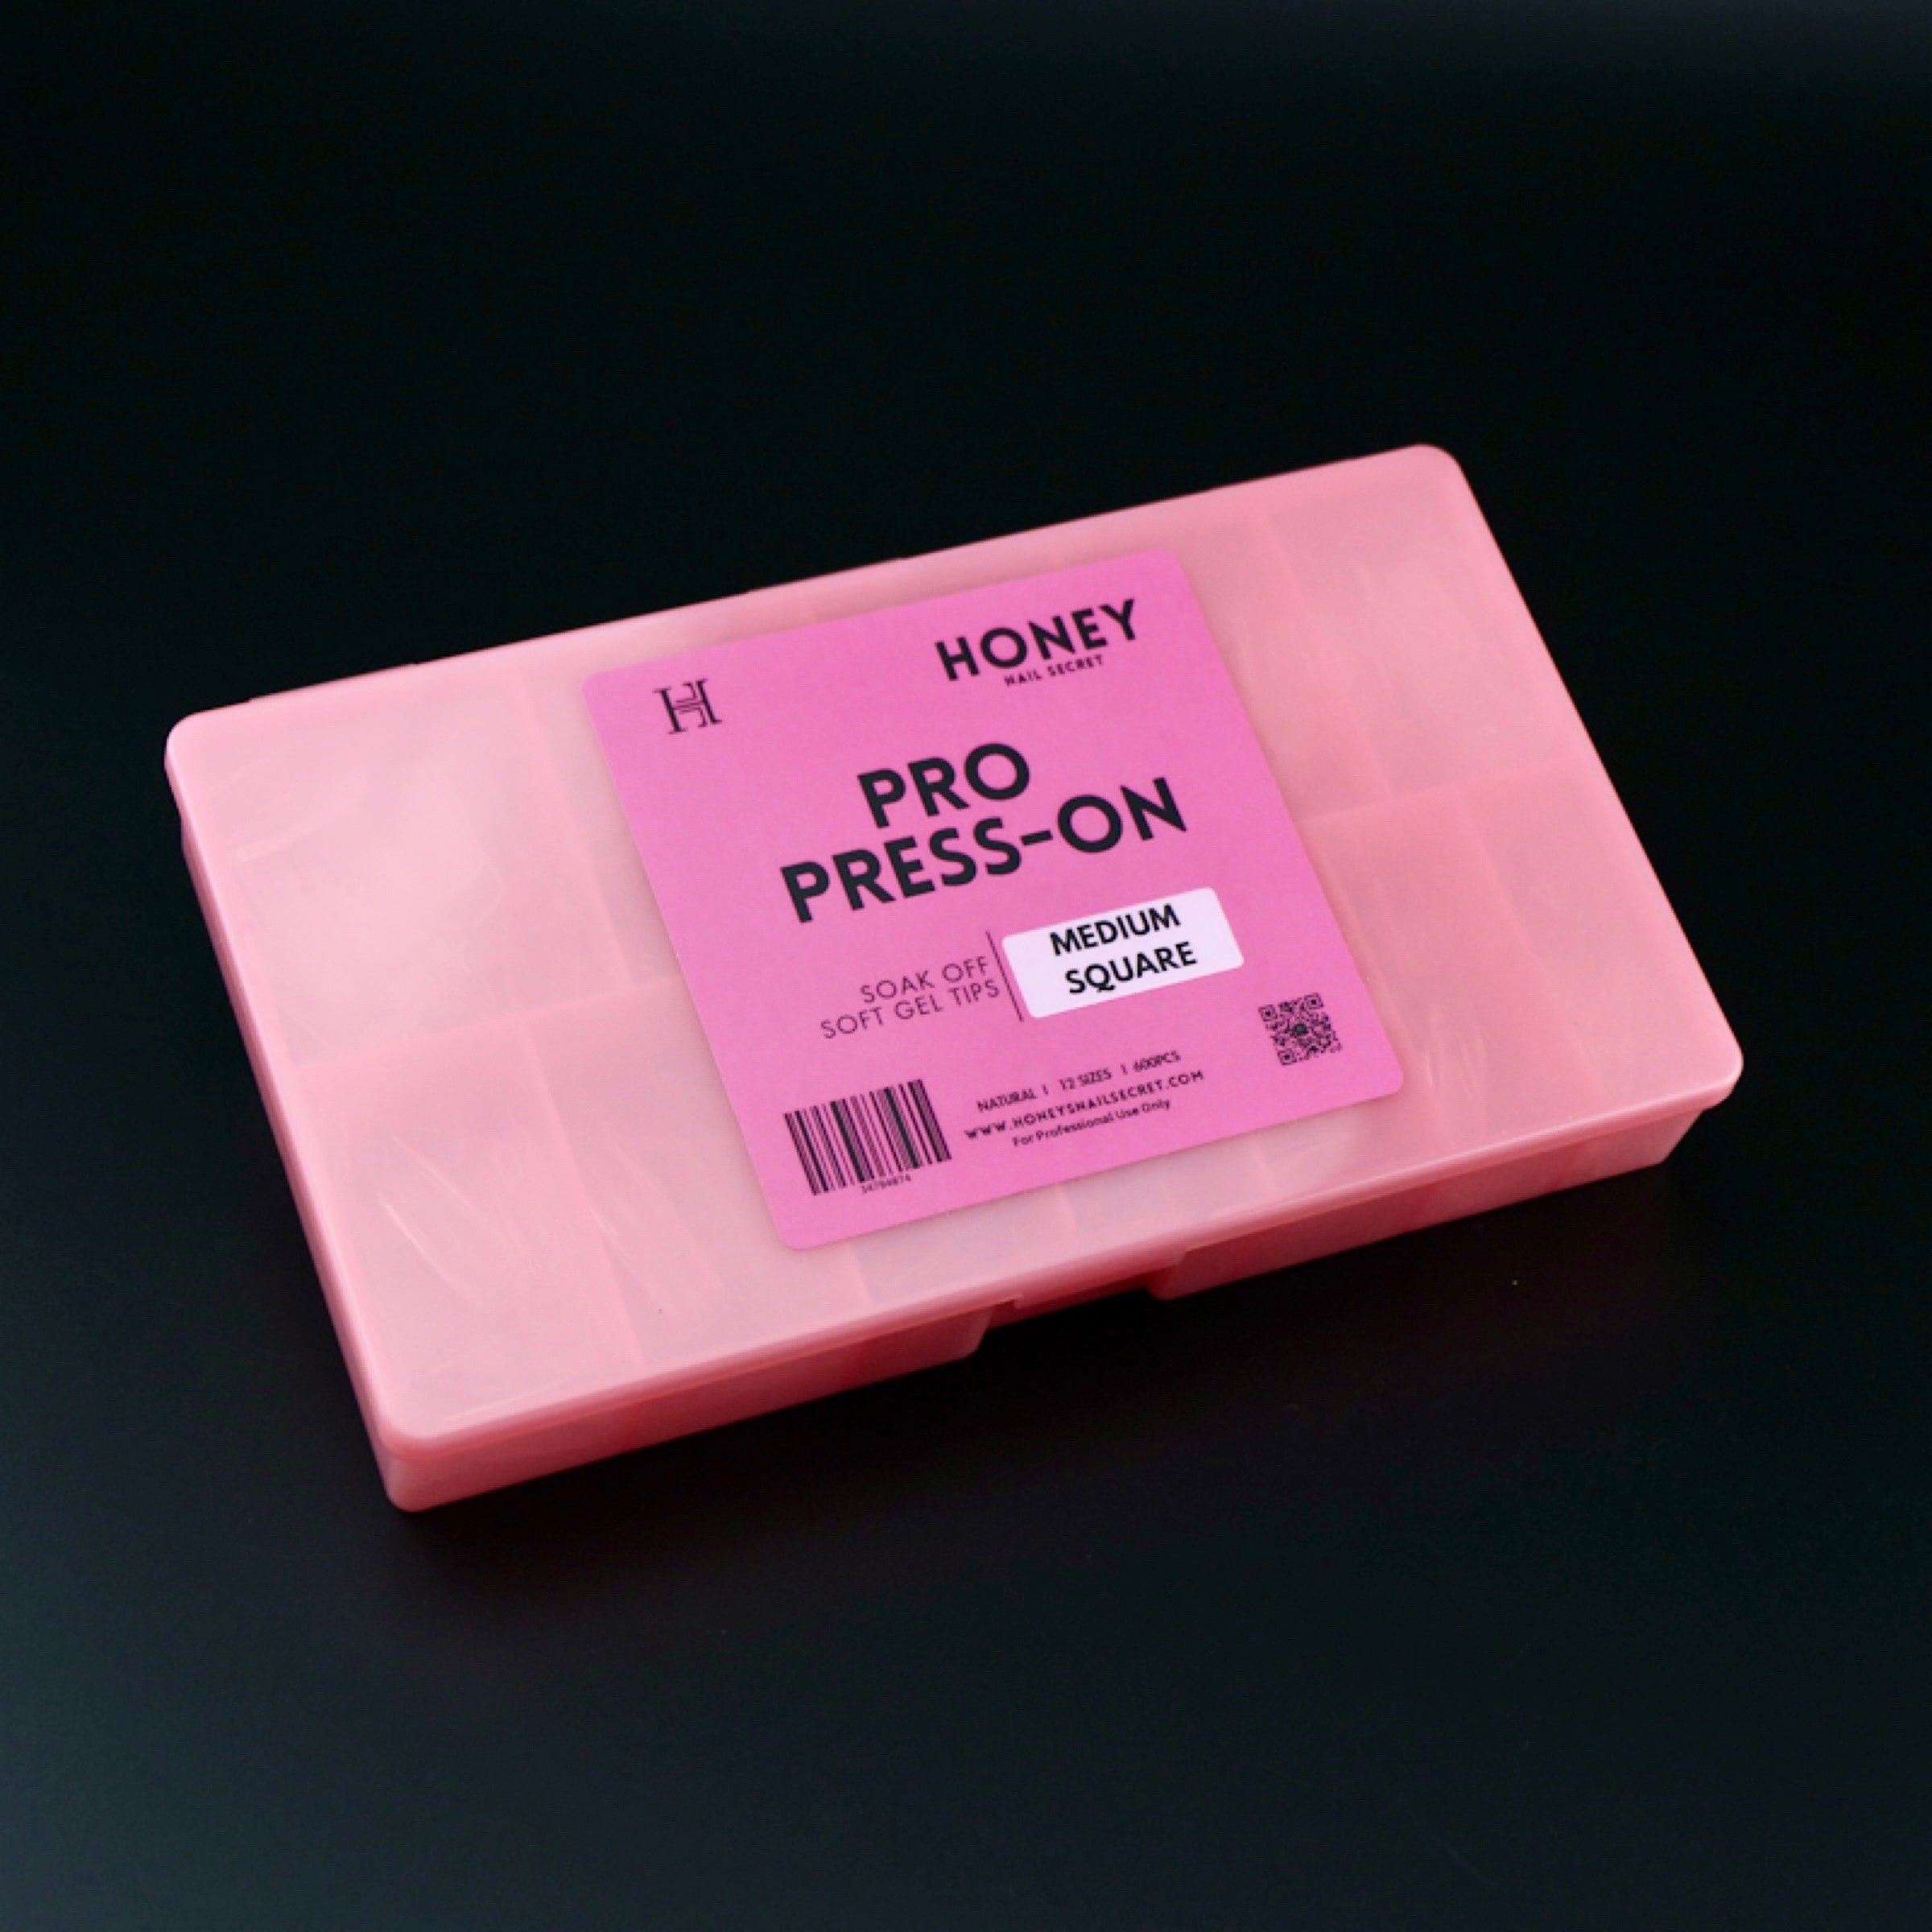 H
HONEY
NAIL SECRET
PRO
PRESS-ON
SOAK OFF
SOFT GEL TIPS
MEDIUM
SQUARE
NATURAL | 12 SIZES | 600PCS
WWW.HONEYSNAILSECRET.COM
For Professional Use Only